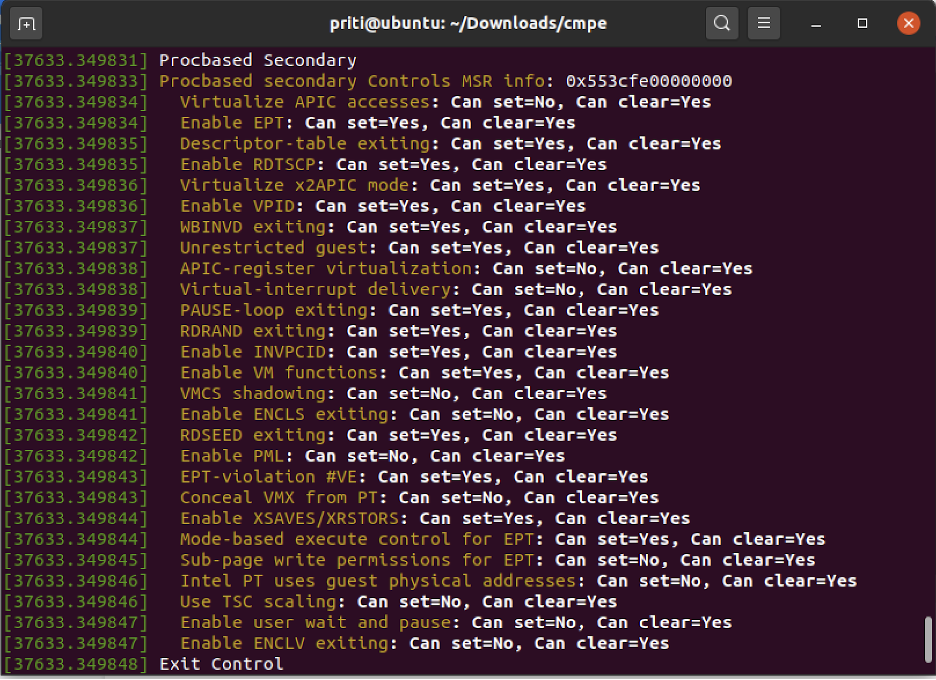 priti@ubuntu: ~/Downloads/cmpe
[37633.349831] Procbased Secondary
[37633.349833] Procbased secondary Controls MSR info: 0x553cfe00000000
[37633.349834]   Virtualize APIC accesses: Can set=No, Can clear=Yes
[37633.349834]   Enable EPT: Can set=Yes, Can clear=Yes
[37633.349835]   Descriptor-table exiting: Can set=Yes, Can clear=Yes
[37633.349835]   Enable RDTSCP: Can set=Yes, Can clear=Yes
[37633.349836]   Virtualize x2APIC mode: Can set=Yes, Can clear=Yes
[37633.349836]   Enable VPID: Can set=Yes, Can clear=Yes
[37633.349837]   WBINVD exiting: Can set=Yes, Can clear=Yes
[37633.349837]   Unrestricted guest: Can set=Yes, Can clear=Yes
[37633.349838]   APIC-register virtualization: Can set=No, Can clear=Yes
[37633.349838]   Virtual-interrupt delivery: Can set=No, Can clear=Yes
[37633.349839]   PAUSE-loop exiting: Can set=Yes, Can clear=Yes
[37633.349839]   RDRAND exiting: Can set=Yes, Can clear=Yes
[37633.349840]   Enable INVPCID: Can set=Yes, Can clear=Yes
[37633.349840]   Enable VM functions: Can set=Yes, Can clear=Yes
[37633.349841]   VMCS shadowing: Can set=No, Can clear=Yes
[37633.349841]   Enable ENCLS exiting: Can set=No, Can clear=Yes
[37633.349842]   RDSEED exiting: Can set=Yes, Can clear=Yes
[37633.349842]   Enable PML: Can set=No, Can clear=Yes
[37633.349843]   EPT-violation #VE: Can set=Yes, Can clear=Yes
[37633.349843]   Conceal VMX from PT: Can set=No, Can clear=Yes
[37633.349844]   Enable XSAVES/XRSTORS: Can set=Yes, Can clear=Yes
[37633.349844]   Mode-based execute control for EPT: Can set=Yes, Can clear=Yes
[37633.349845]   Sub-page write permissions for EPT: Can set=No, Can clear=Yes
[37633.349846]   Intel PT uses guest physical addresses: Can set=No, Can clear=Yes
[37633.349846]   Use TSC scaling: Can set=No, Can clear=Yes
[37633.349847]   Enable user wait and pause: Can set=No, Can clear=Yes
[37633.349847]   Enable ENCLV exiting: Can set=No, Can clear=Yes
[37633.349848] Exit Control